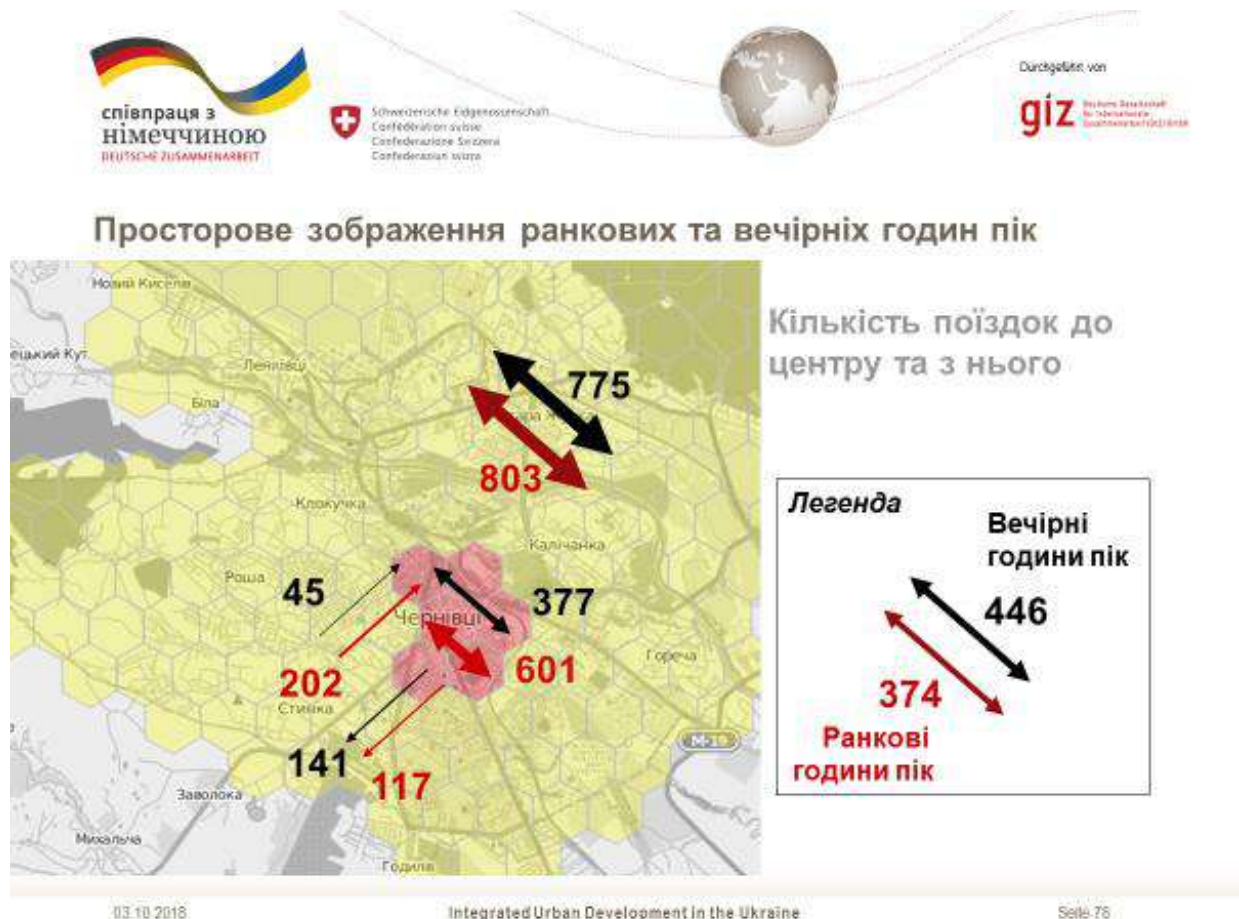 співпраця з
німеччиною
DEUTSCHE ZUSAMMENARBEIT
Schweizerische Eidgenossenschaft
Confédération suisse
Confederazione Svizzera
Confederaziun svizra
Durchgeführt von
giz
Просторове зображення ранкових та вечірніх годин пік
Кількість поїздок до
центру та з нього
Новий Киселів
Ленківці
Біла
775
803
Клокучка
Калічанка
Роша
45
Чернівці
377
202
601
Гореча
Стинка
141
117
М-19
Заволока
Михальча
Годилів
Легенда
Вечірні
години пік
446
374
Ранкові
години пік
03.10.2018
Integrated Urban Development in the Ukraine
Seite 78